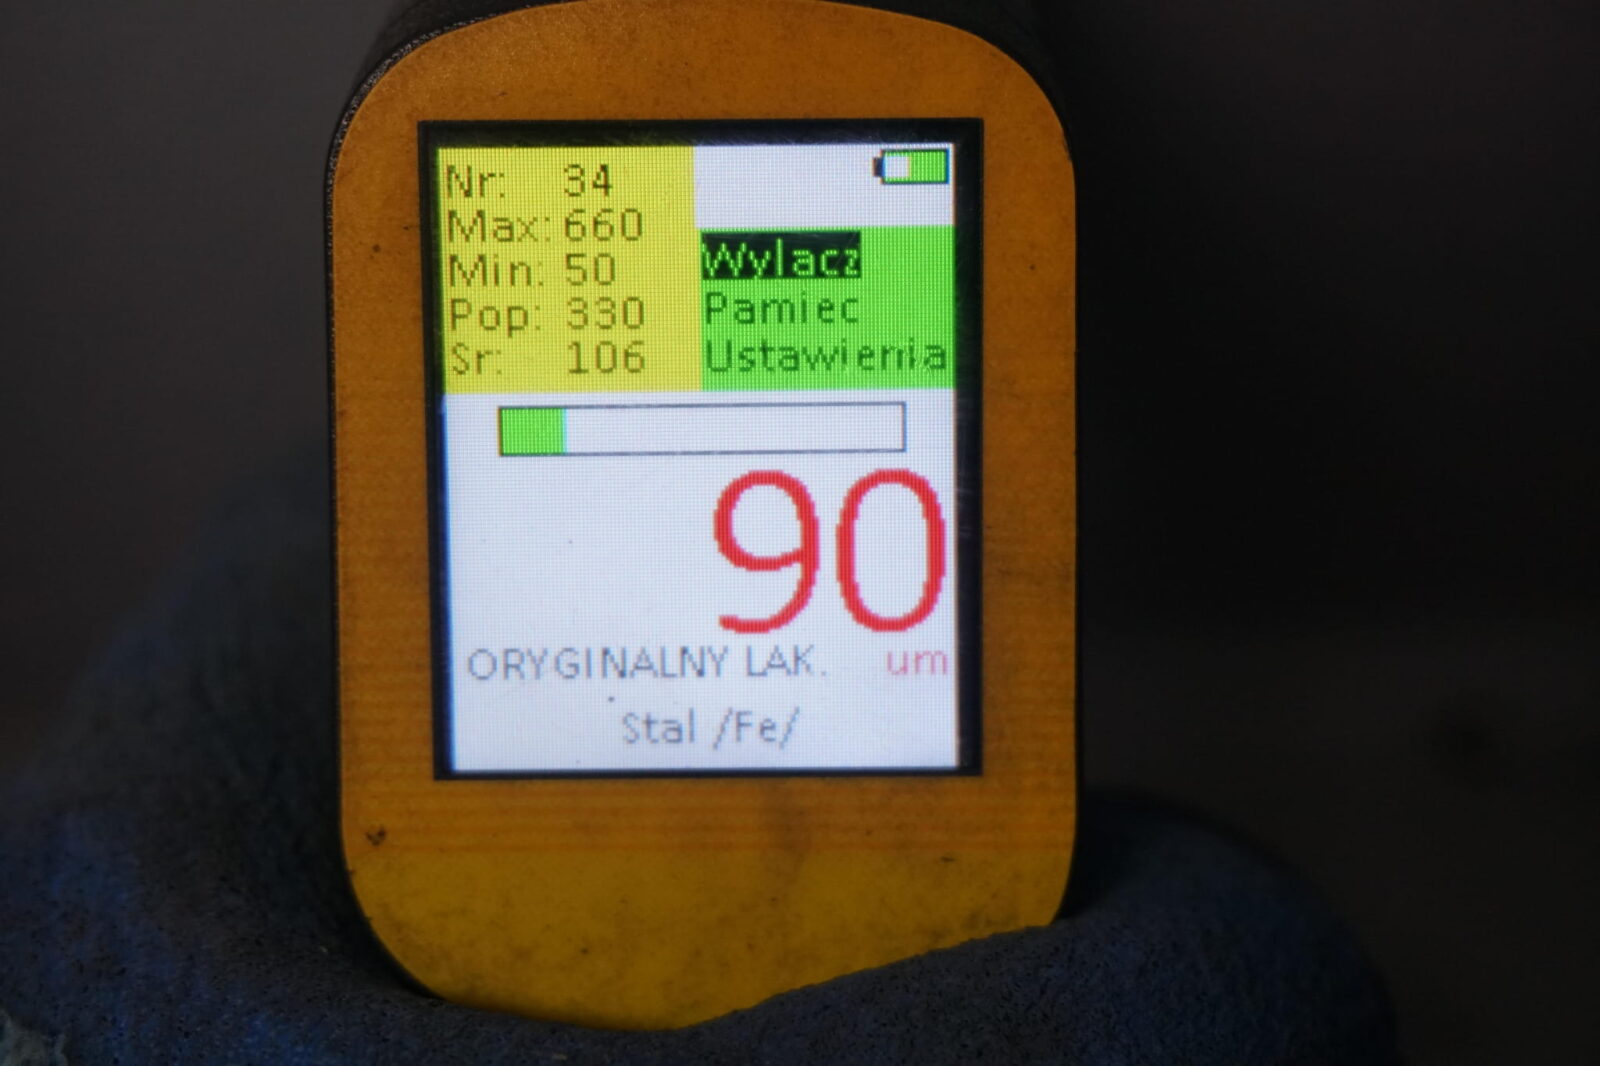 Nr: 34
Max: 660
Min: 50
Pop: 330
Sr: 106
Wylacz
Pamiec
Ustawienia
90
ORYGINALNY LAK. um
Stal /Fe/